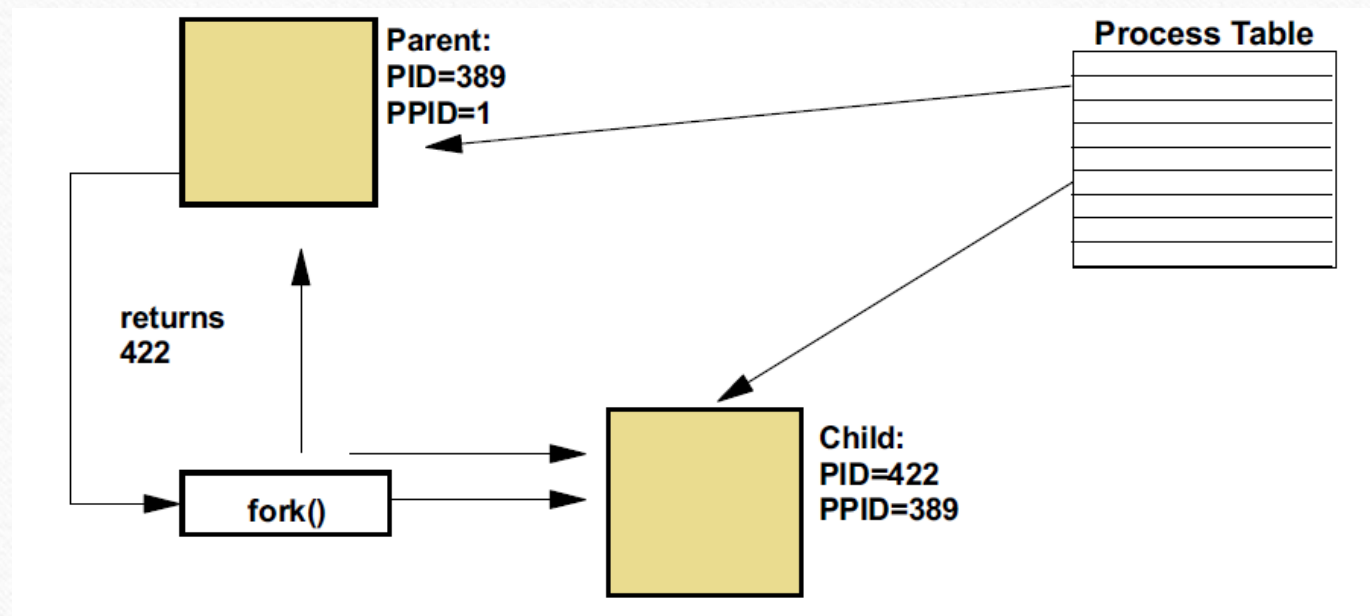 Parent:
PID=389
PPID=1
Process Table
returns
422
fork()
Child:
PID=422
PPID=389